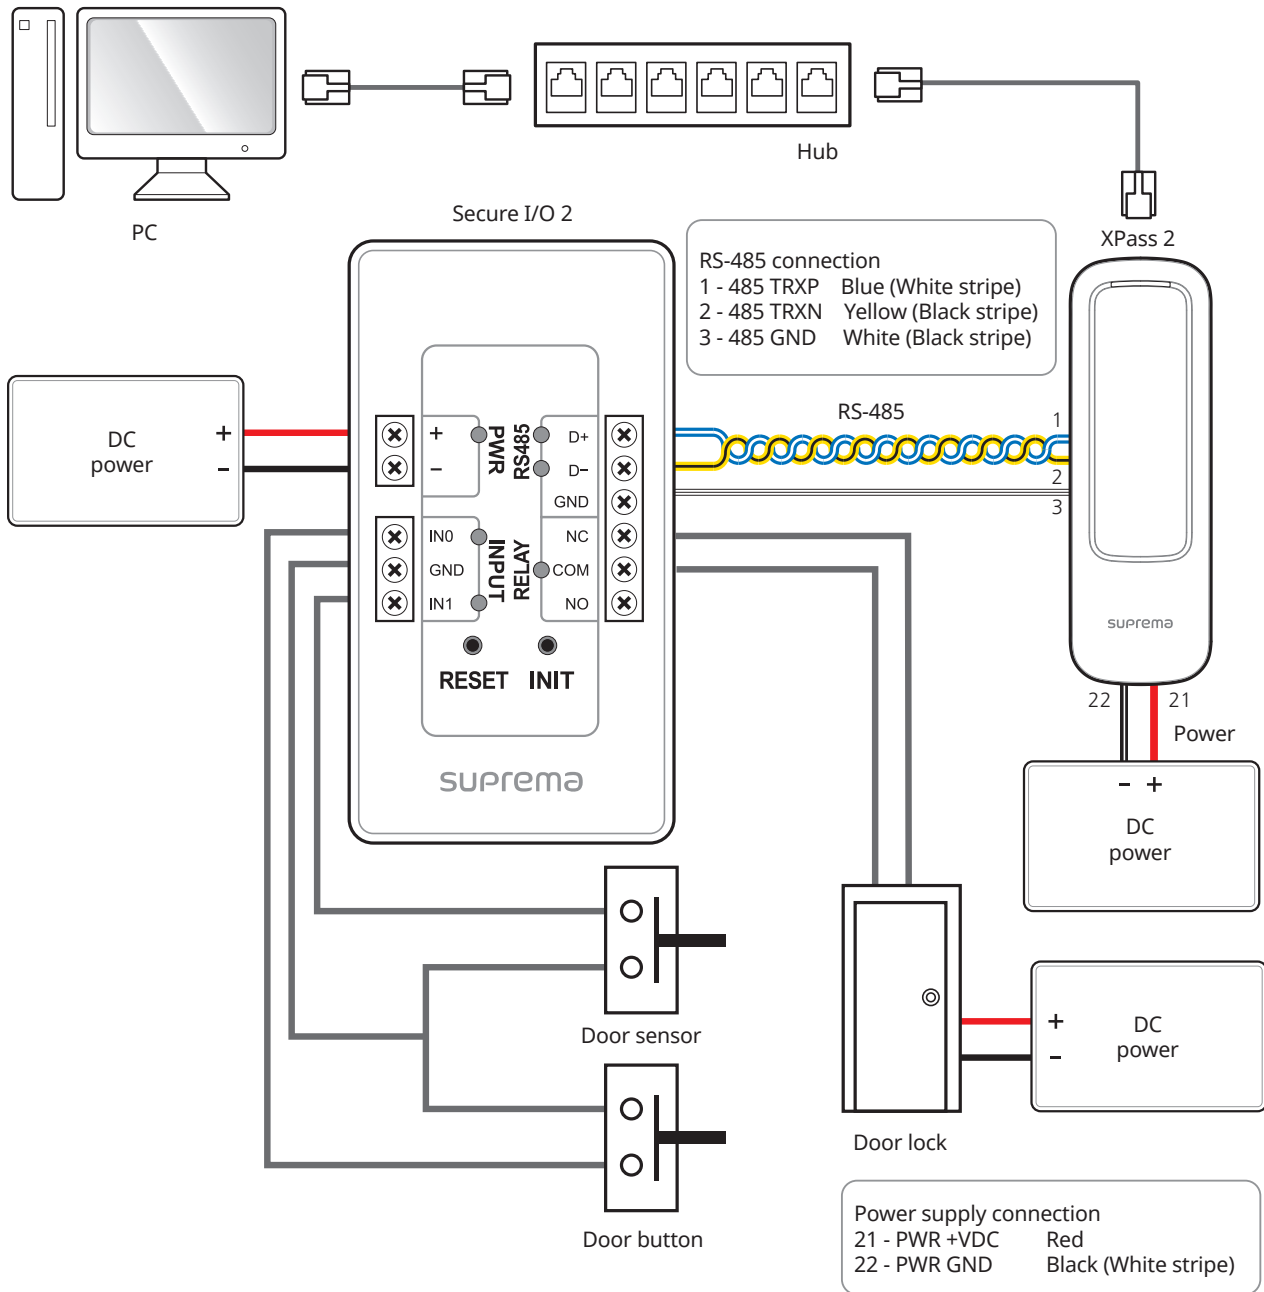 Hub
PC
Secure I/O 2
XPass 2
RS-485 connection
1 - 485 TRXP Blue (White stripe)
2 - 485 TRXN Yellow (Black stripe)
3 - 485 GND White (Black stripe)
DC
power
+
−
+
−
PWR
RS485
D+
D−
GND
RS-485
1
2
3
IN0
GND
IN1
INPUT
RELAY
NC
COM
NO
RESET INIT
suprema
suprema
22
21
Power
− +
DC
power
Door sensor
Door button
Door lock
+
−
DC
power
Power supply connection
21 - PWR +VDC Red
22 - PWR GND Black (White stripe)